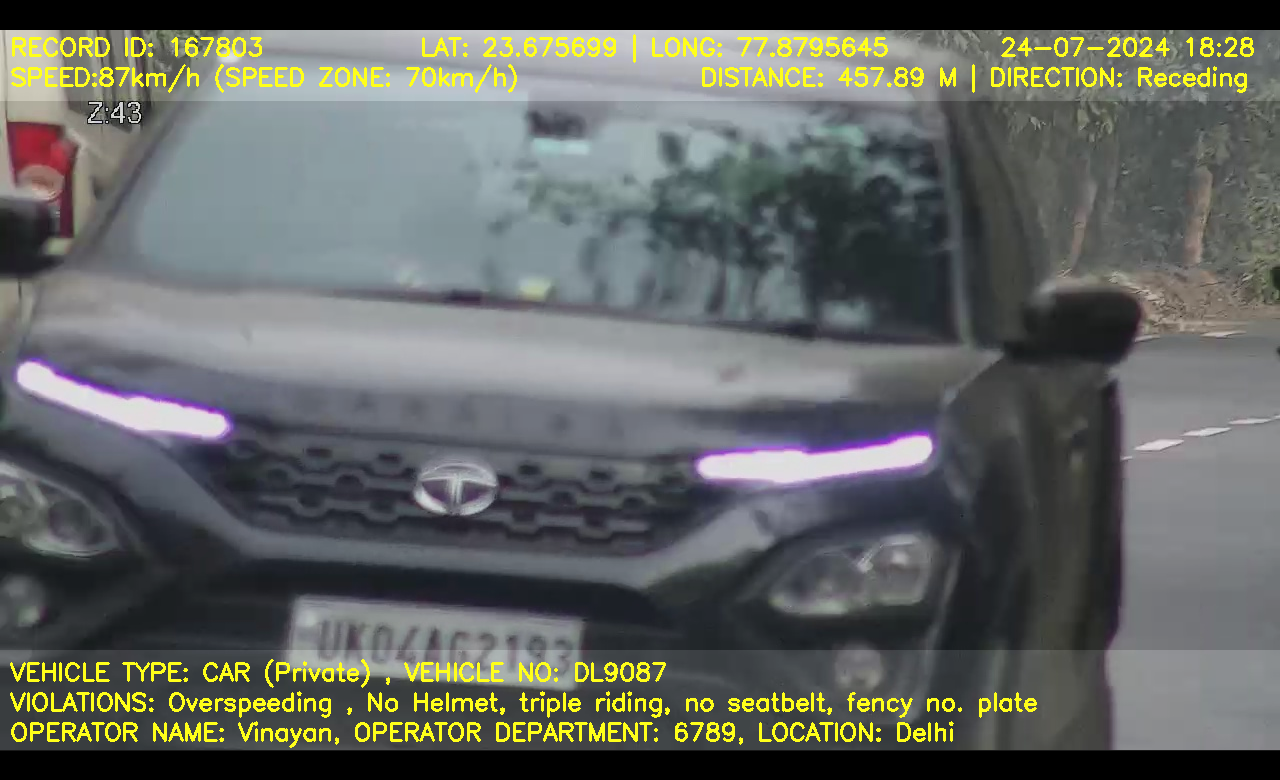 RECORD ID: 167803 LAT: 23.675699 | LONG: 77.8795645 24-07-2024 18:28
SPEED:87km/h (SPEED ZONE: 70km/h) DISTANCE: 457.89 M | DIRECTION: Receding
Z:43
UK04AG2193
VEHICLE TYPE: CAR (Private) , VEHICLE NO: DL9087
VIOLATIONS: Overspeeding , No Helmet, triple riding, no seatbelt, fency no. plate
OPERATOR NAME: Vinayan, OPERATOR DEPARTMENT: 6789, LOCATION: Delhi